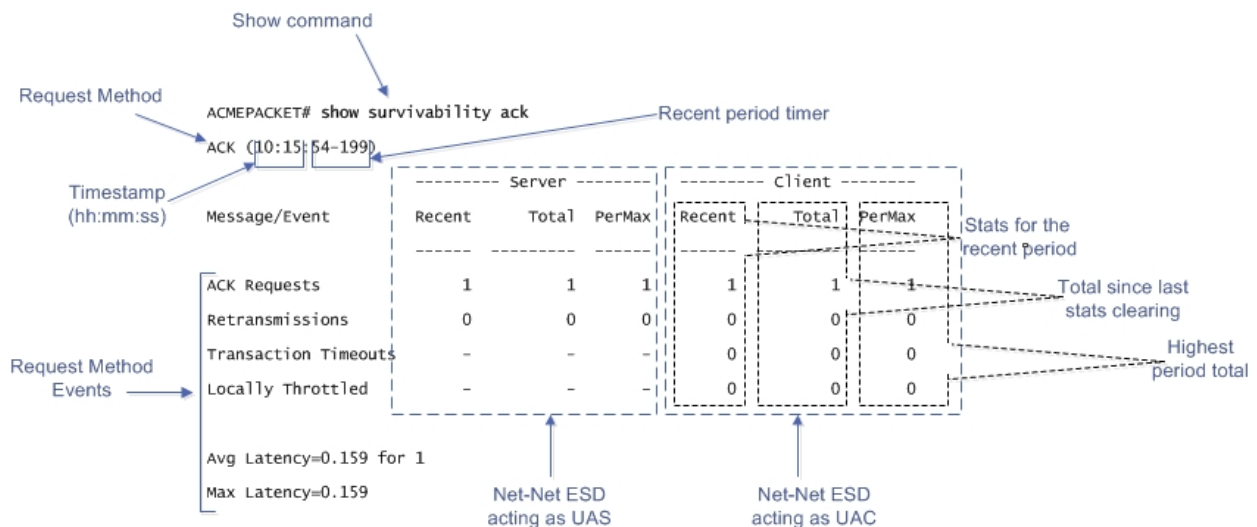 Show command
Request Method
ACMEPACKET# show survivability ack
Recent period timer
ACK (10:15:54-199)
Timestamp
(hh:mm:ss)
-------- Server -------- -------- Client --------
Message/Event Recent Total PerMax Recent Total PerMax
------ --------- ------ ------ --------- ------
Stats for the
recent period
ACK Requests 1 1 1 1 1 1
Total since last
stats clearing
Retransmissions 0 0 0 0 0 0
Transaction Timeouts - - - 0 0 0
Highest
period total
Request Method
Events
Locally Throttled - - - 0 0 0
Avg Latency=0.159 for 1
Max Latency=0.159
Net-Net ESD
acting as UAS
Net-Net ESD
acting as UAC